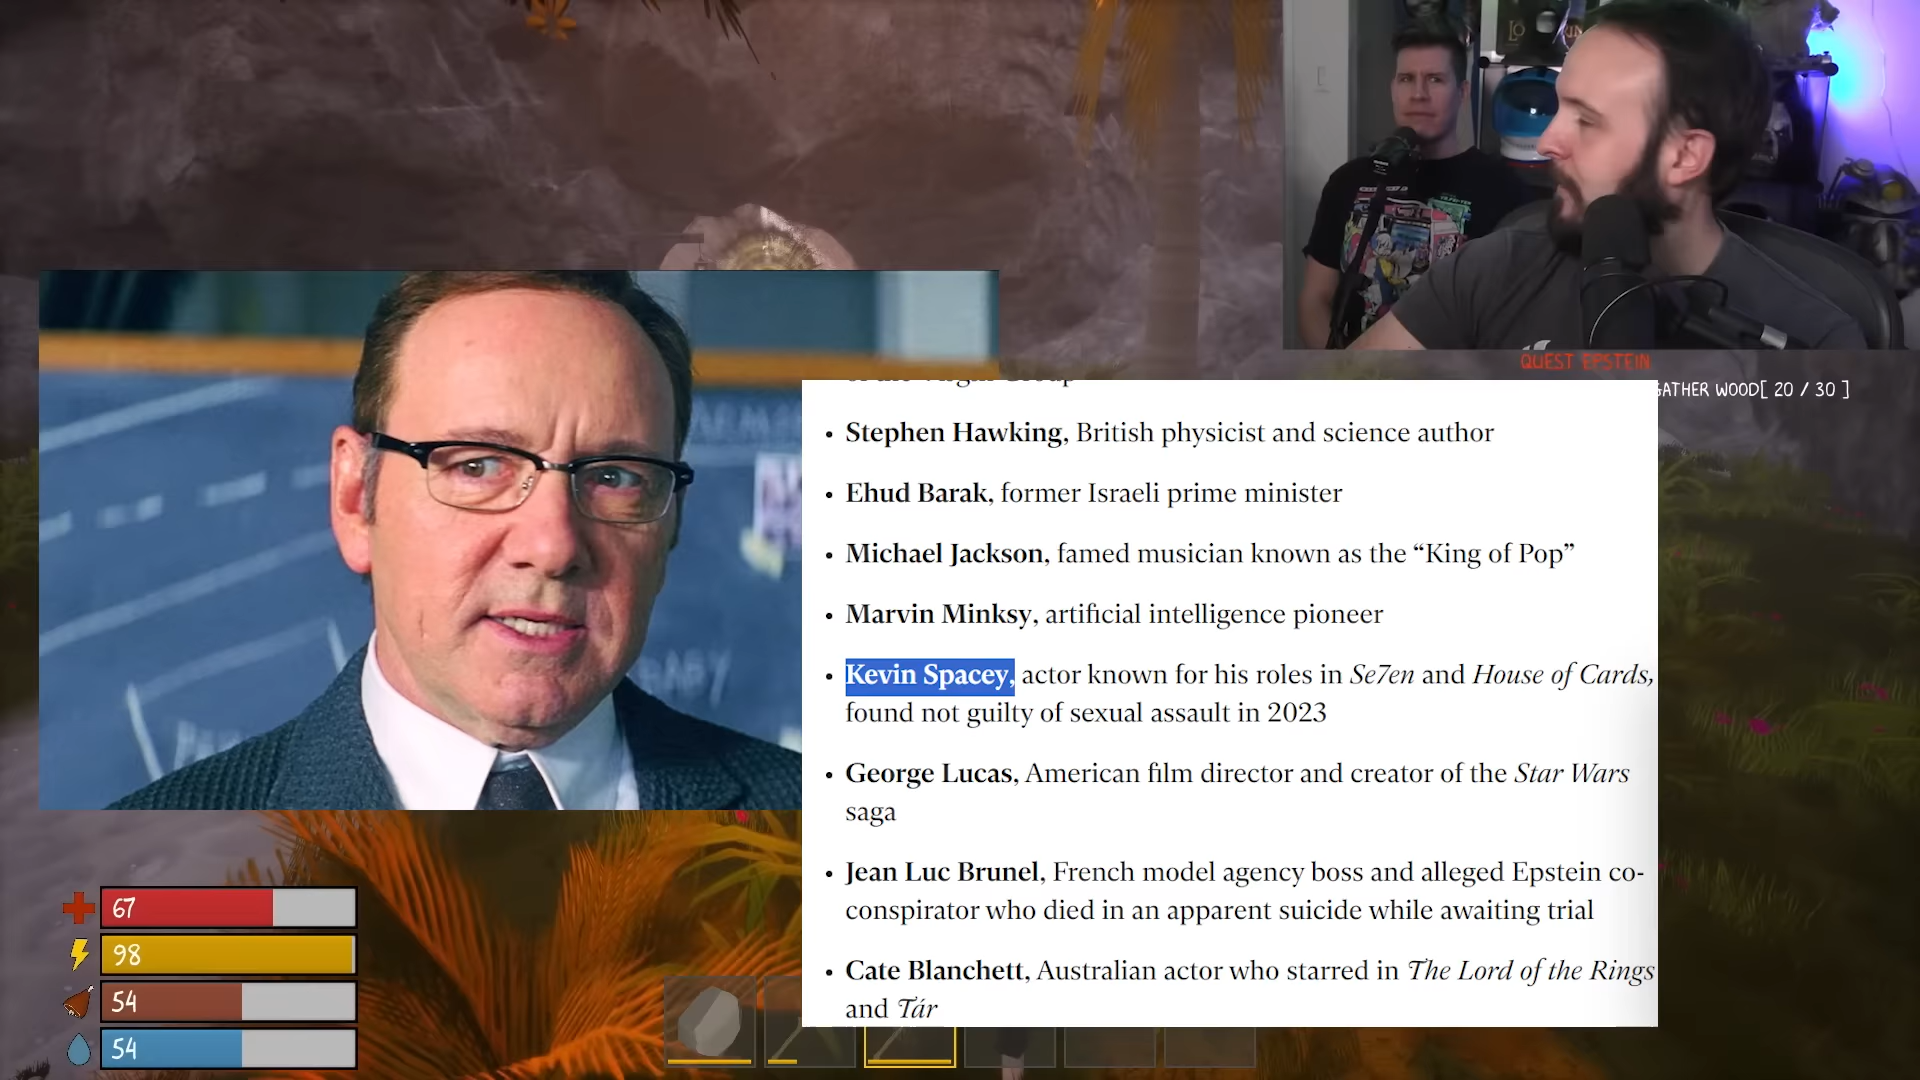 QUEST EPSTEIN
GATHER WOOD[ 20 / 30 ]
Stephen Hawking, British physicist and science author
Ehud Barak, former Israeli prime minister
Michael Jackson, famed musician known as the “King of Pop”
Marvin Minksy, artificial intelligence pioneer
Kevin Spacey, actor known for his roles in Se7en and House of Cards,
found not guilty of sexual assault in 2023
George Lucas, American film director and creator of the Star Wars
saga
Jean Luc Brunel, French model agency boss and alleged Epstein co-
conspirator who died in an apparent suicide while awaiting trial
Cate Blanchett, Australian actor who starred in The Lord of the Rings
and Tár
67
98
54
54